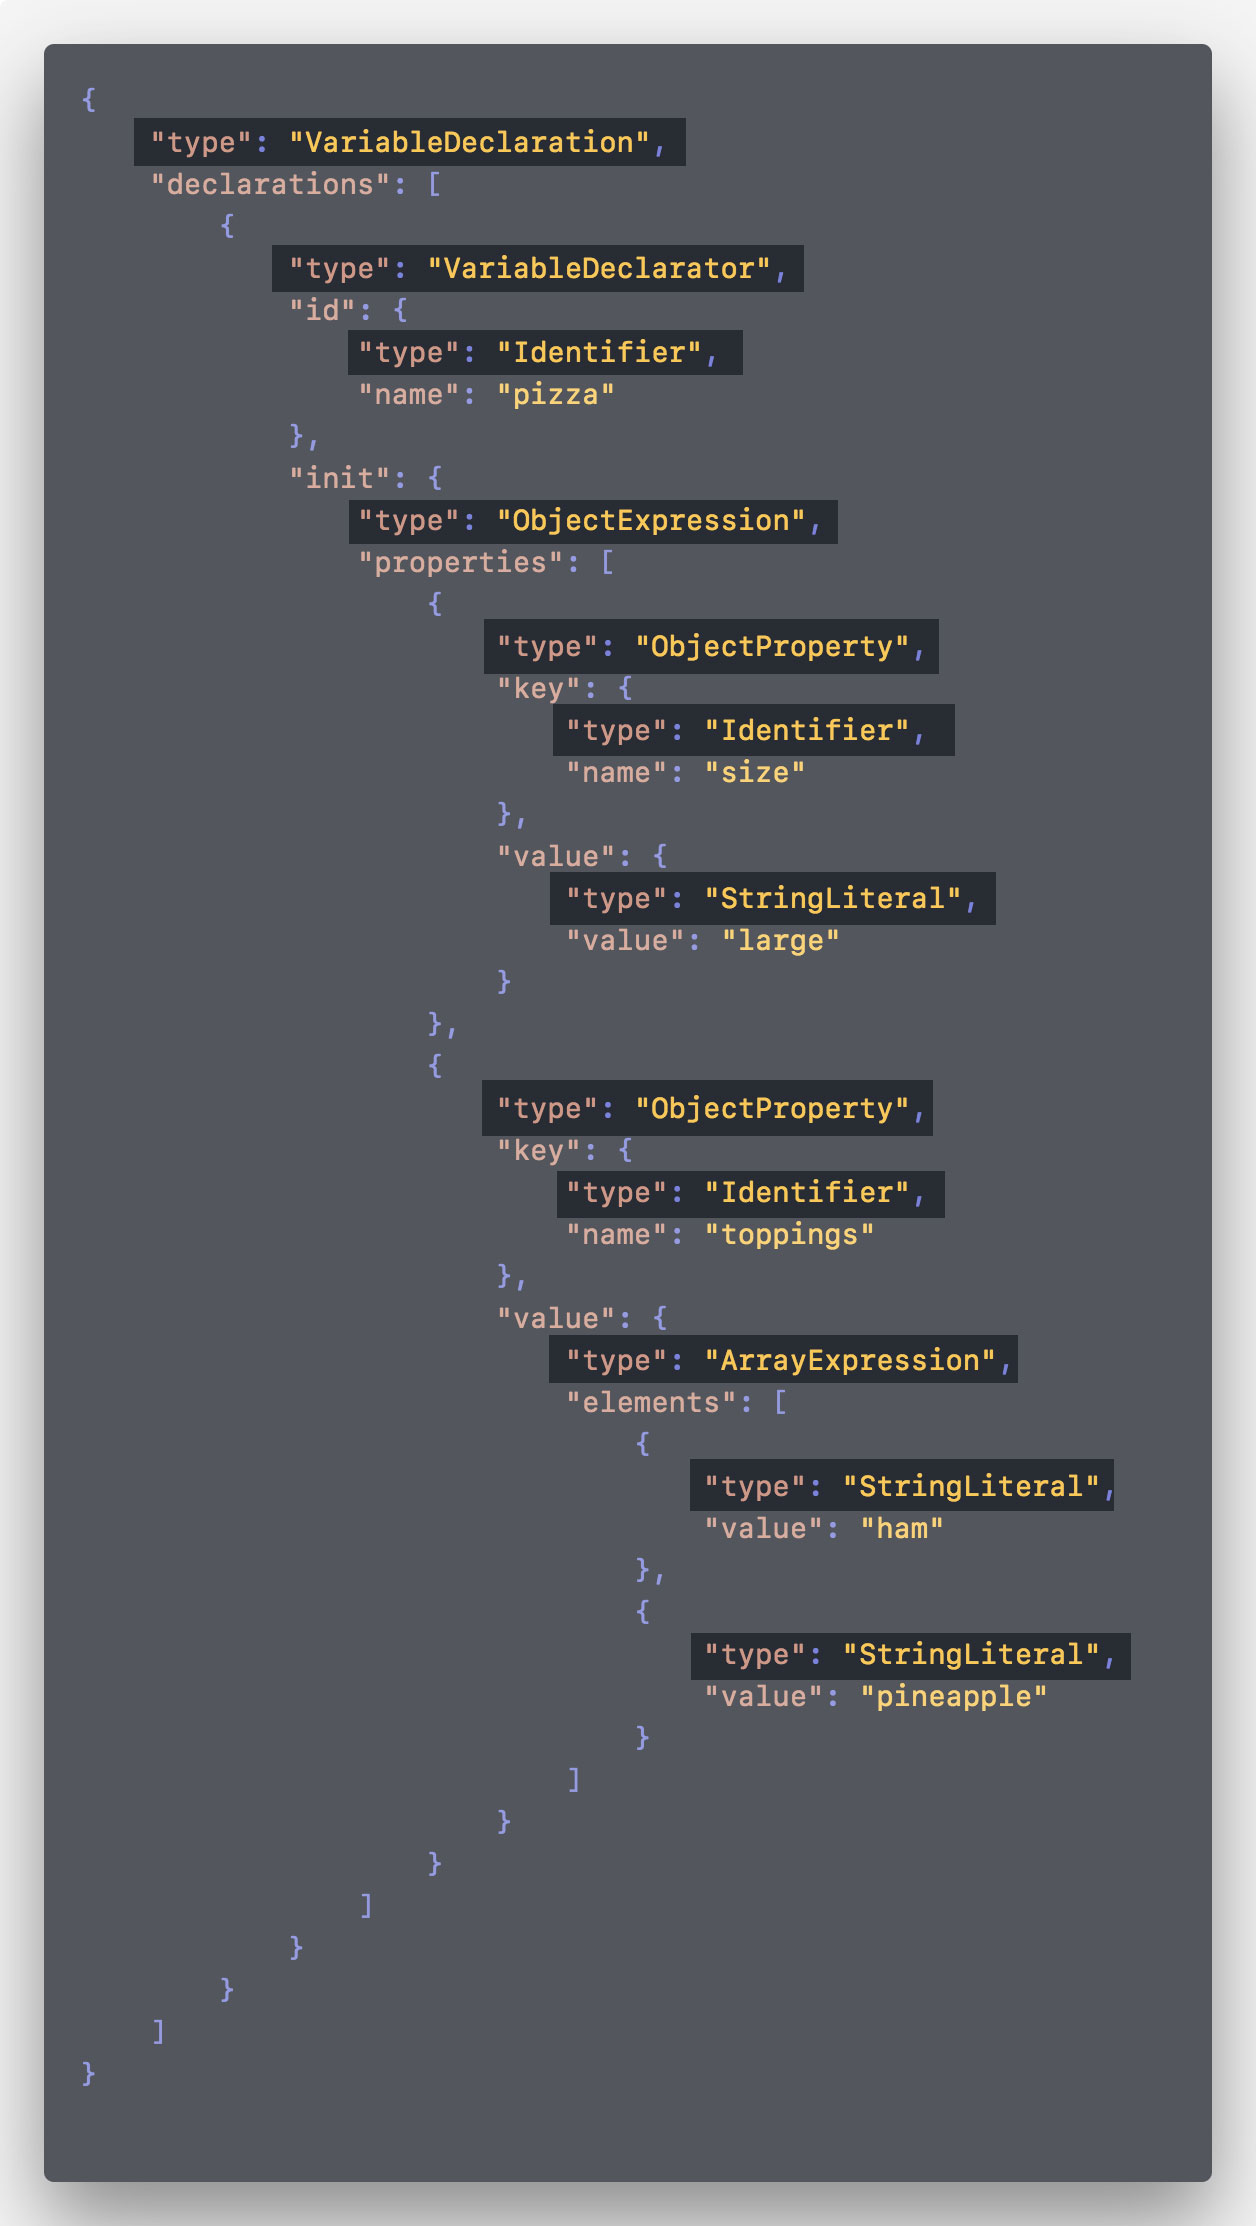 {
"type": "VariableDeclaration",
"declarations": [
{
"type": "VariableDeclarator",
"id": {
"type": "Identifier",
"name": "pizza"
},
"init": {
"type": "ObjectExpression",
"properties": [
{
"type": "ObjectProperty",
"key": {
"type": "Identifier",
"name": "size"
},
"value": {
"type": "StringLiteral",
"value": "large"
}
},
{
"type": "ObjectProperty",
"key": {
"type": "Identifier",
"name": "toppings"
},
"value": {
"type": "ArrayExpression",
"elements": [
{
"type": "StringLiteral",
"value": "ham"
},
{
"type": "StringLiteral",
"value": "pineapple"
}
]
}
}
]
}
}
]
}